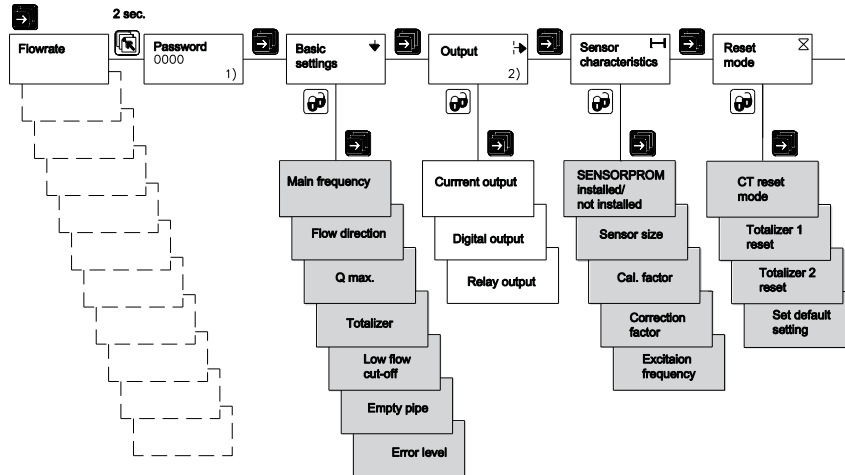 2 sec.
Flowrate
Password
0000
1)
Basic
settings
Output
2)
Sensor
characteristics
Reset
mode
Main frequency
Flow direction
Q max.
Totalizer
Low flow
cut-off
Empty pipe
Error level
Currrent output
Digital output
Relay output
SENSORPROM
installed/
not installed
Sensor size
Cal. factor
Correction
factor
Excitaion
frequency
CT reset
mode
Totalizer 1
reset
Totalizer 2
reset
Set default
setting